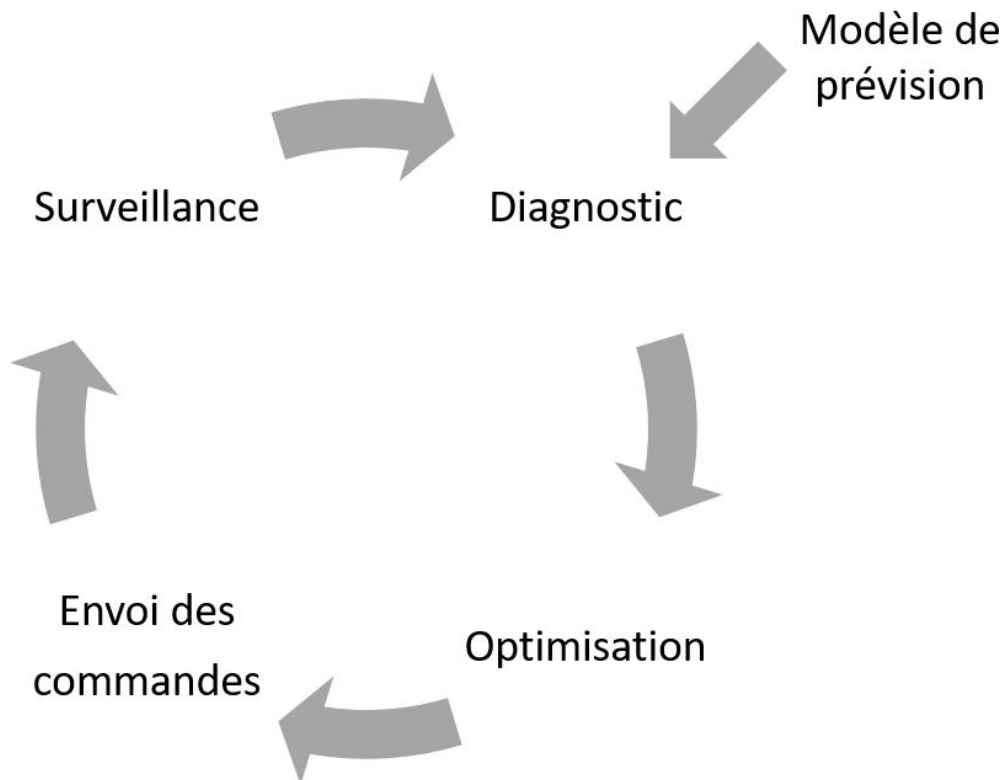 Modèle de
prévision
Surveillance
Diagnostic
Envoi des
commandes
Optimisation